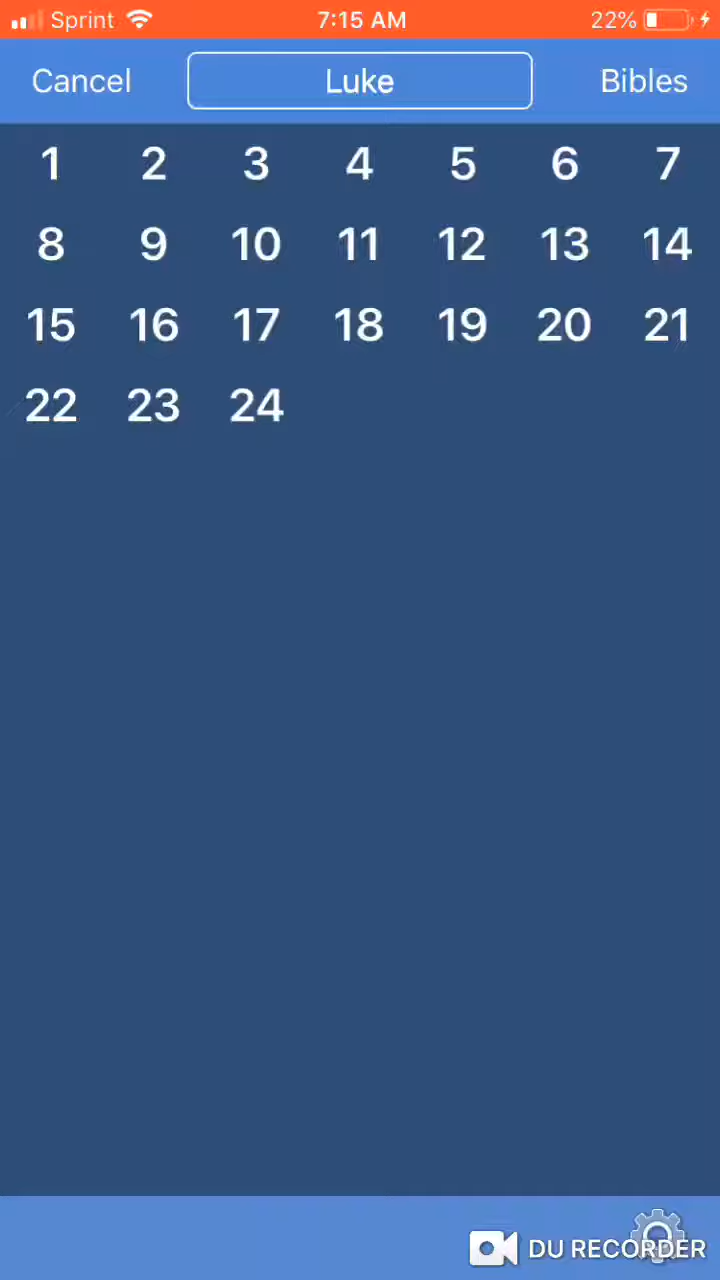 Sprint 7:15 AM 22%
Cancel Luke Bibles
1 2 3 4 5 6 7
8 9 10 11 12 13 14
15 16 17 18 19 20 21
22 23 24
DU RECORDER